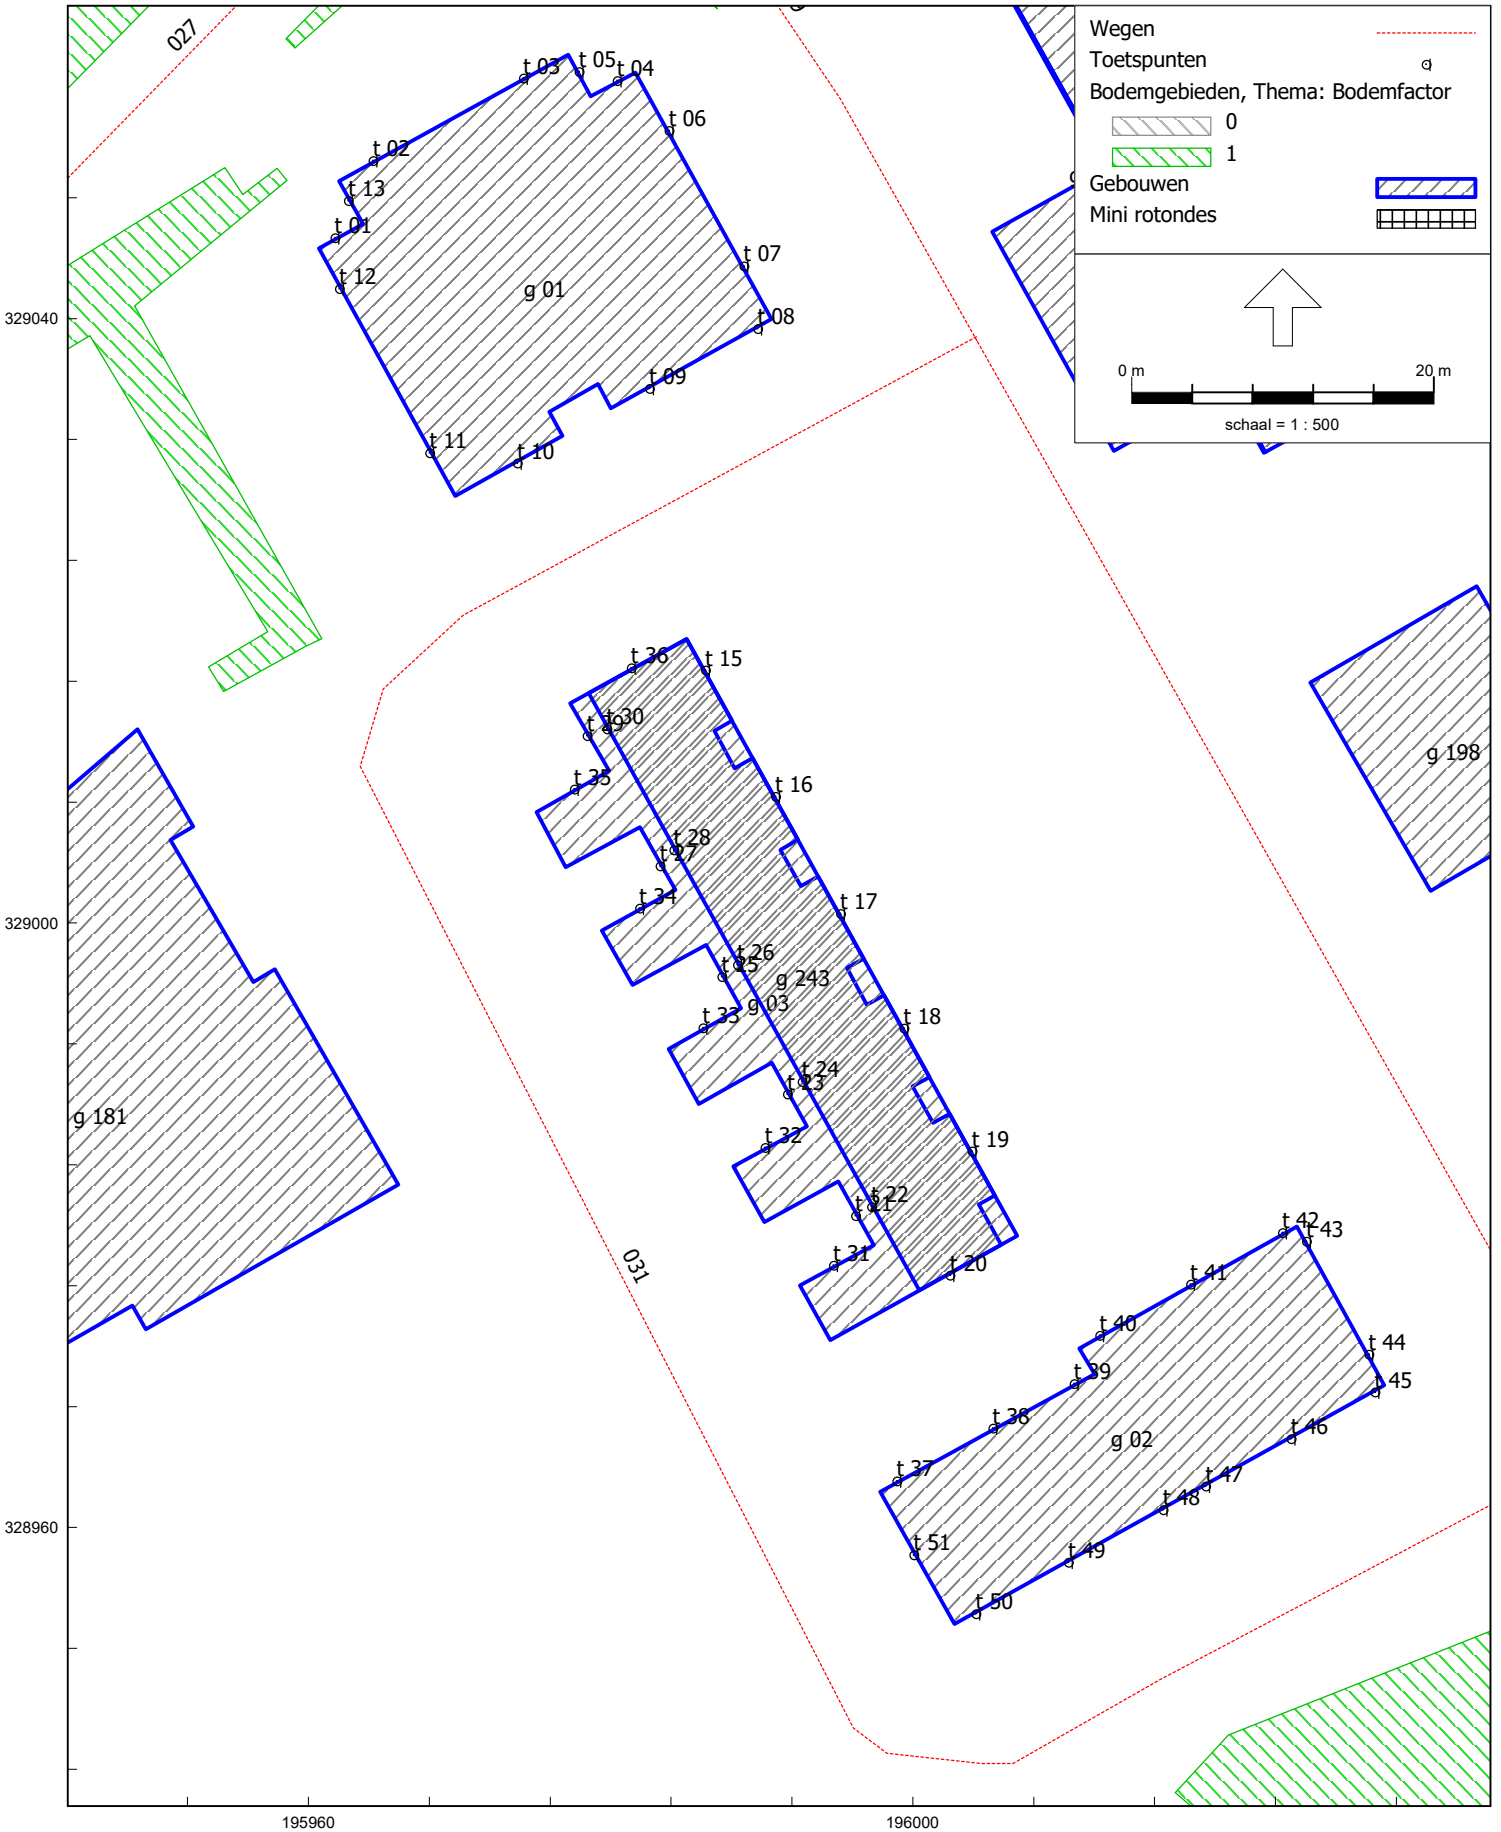 027
Wegen
Toetspunten
Bodemgebieden, Thema: Bodemfactor
0
1
Gebouwen
Mini rotondes
0 m 20 m
schaal = 1 : 500
t 03
t 05
t 04
t 06
t 02
t 13
t 01
t 12
g 01
t 07
t 08
329040
t 09
t 11
t 10
t 36
t 15
t 30
t 29
t 35
t 16
g 198
t 28
t 27
t 34
t 17
329000
t 26
t 25
g 243
g 03
t 33
t 18
t 24
t 23
g 181
t 32
t 19
t 22
t 21
t 42
t 43
t 31
t 20
031
t 41
t 40
t 44
t 39
t 45
t 38
g 02
t 46
t 37
t 47
t 48
328960
t 51
t 49
t 50
195960
196000